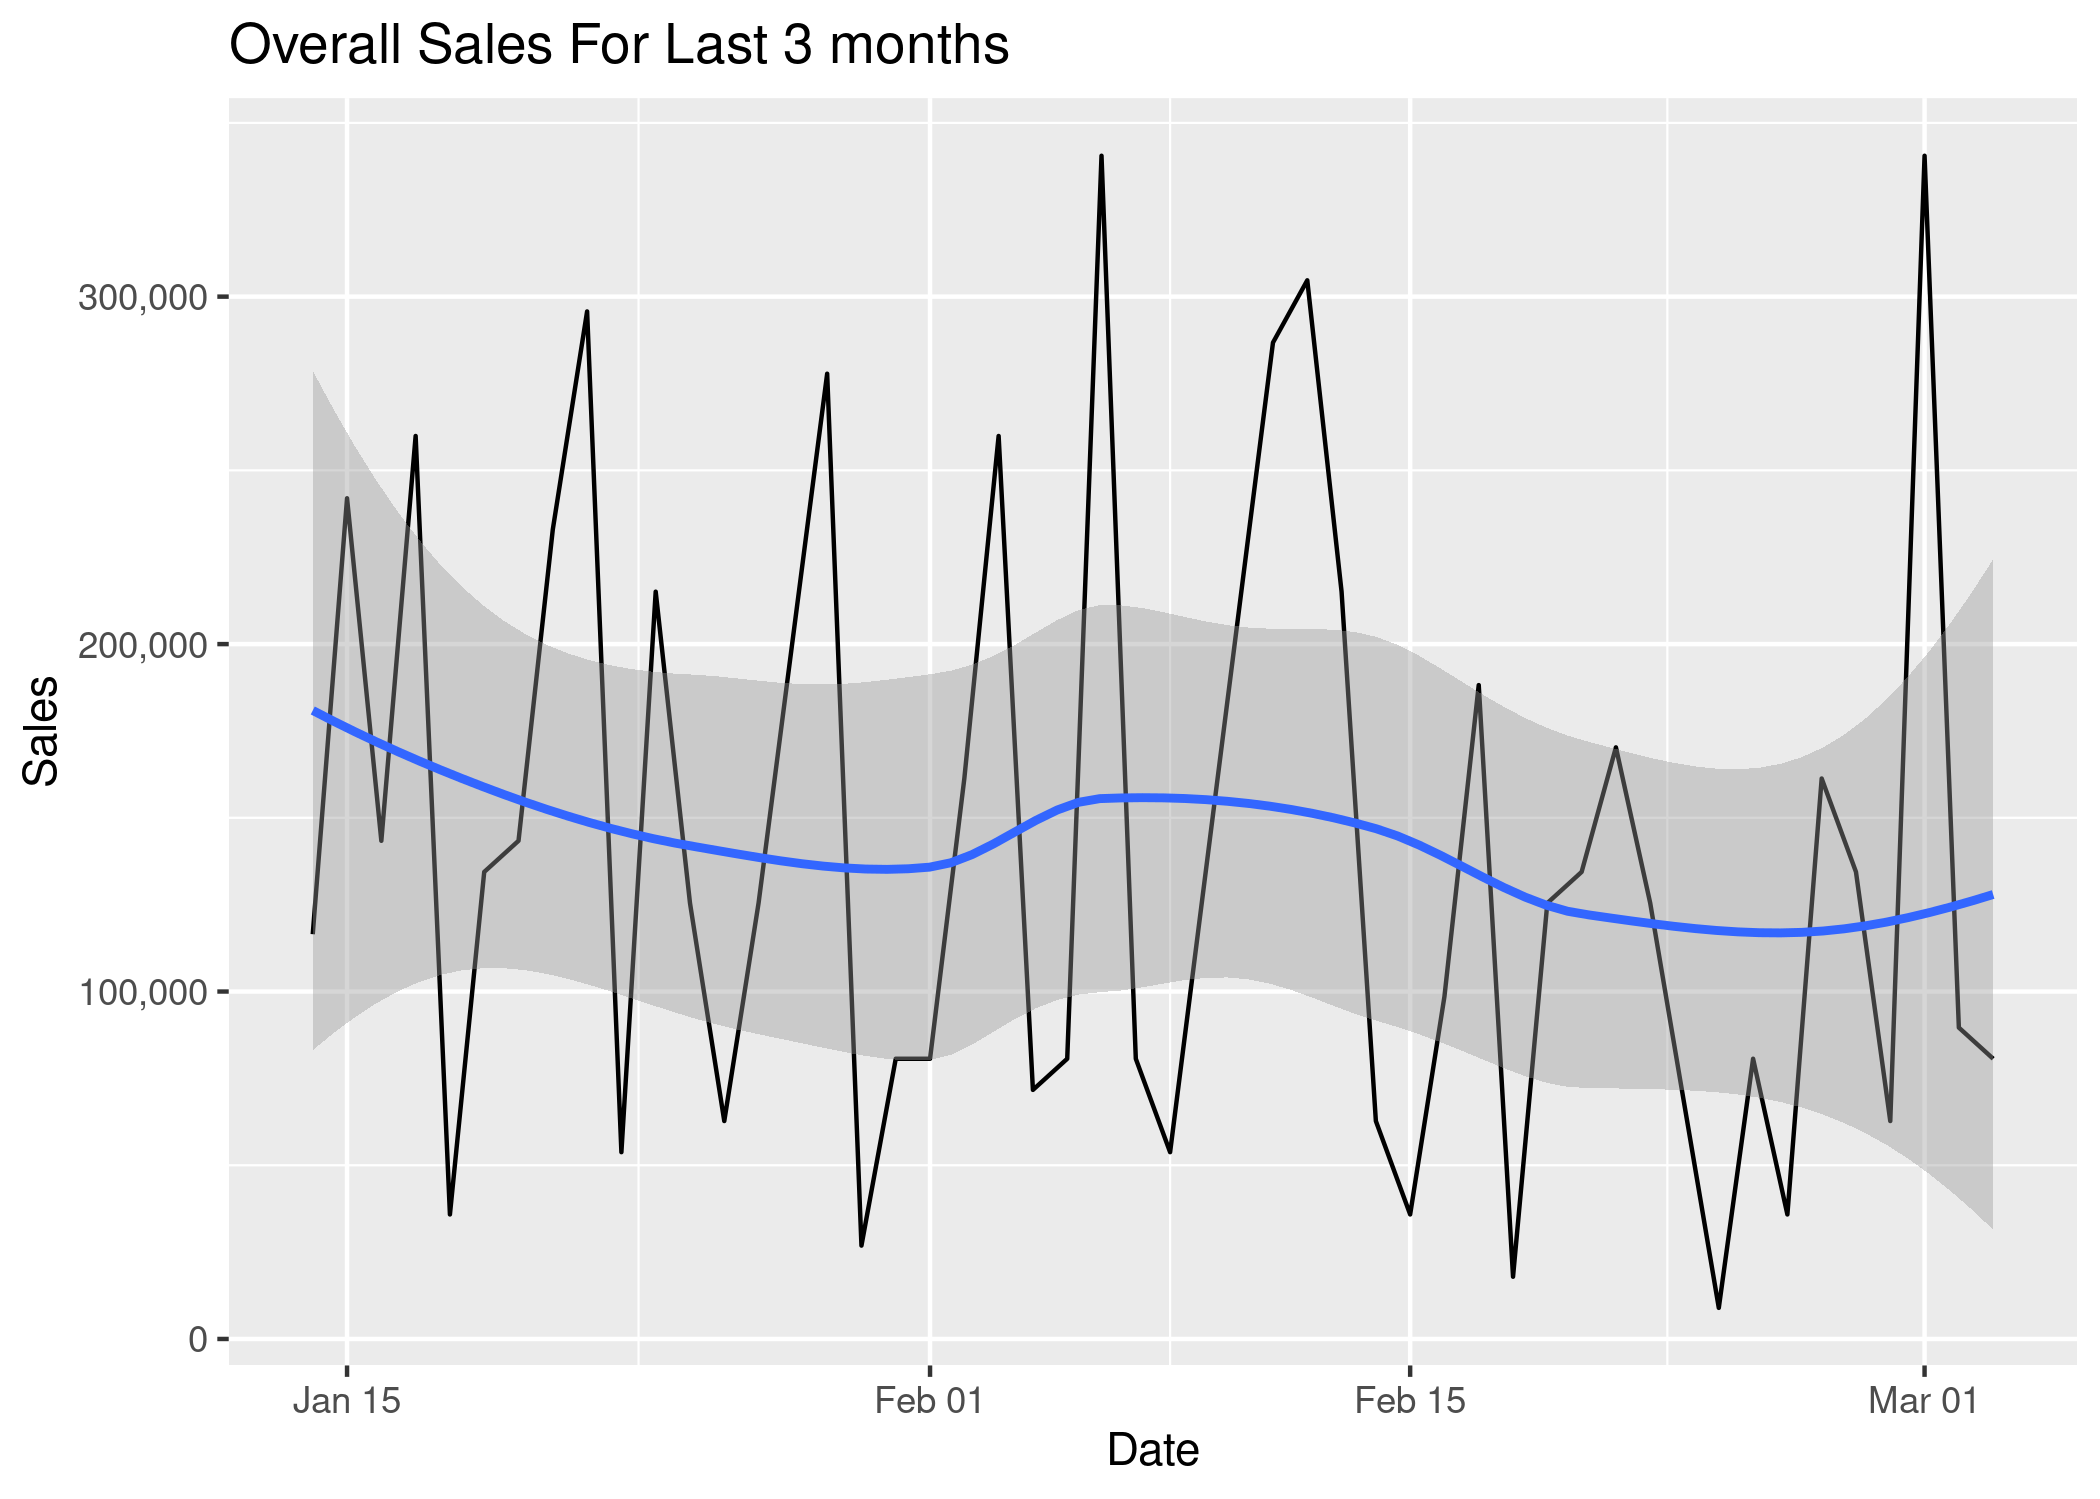 Overall Sales For Last 3 months
Sales
300,000
200,000
100,000
0
Jan 15
Feb 01
Feb 15
Mar 01
Date